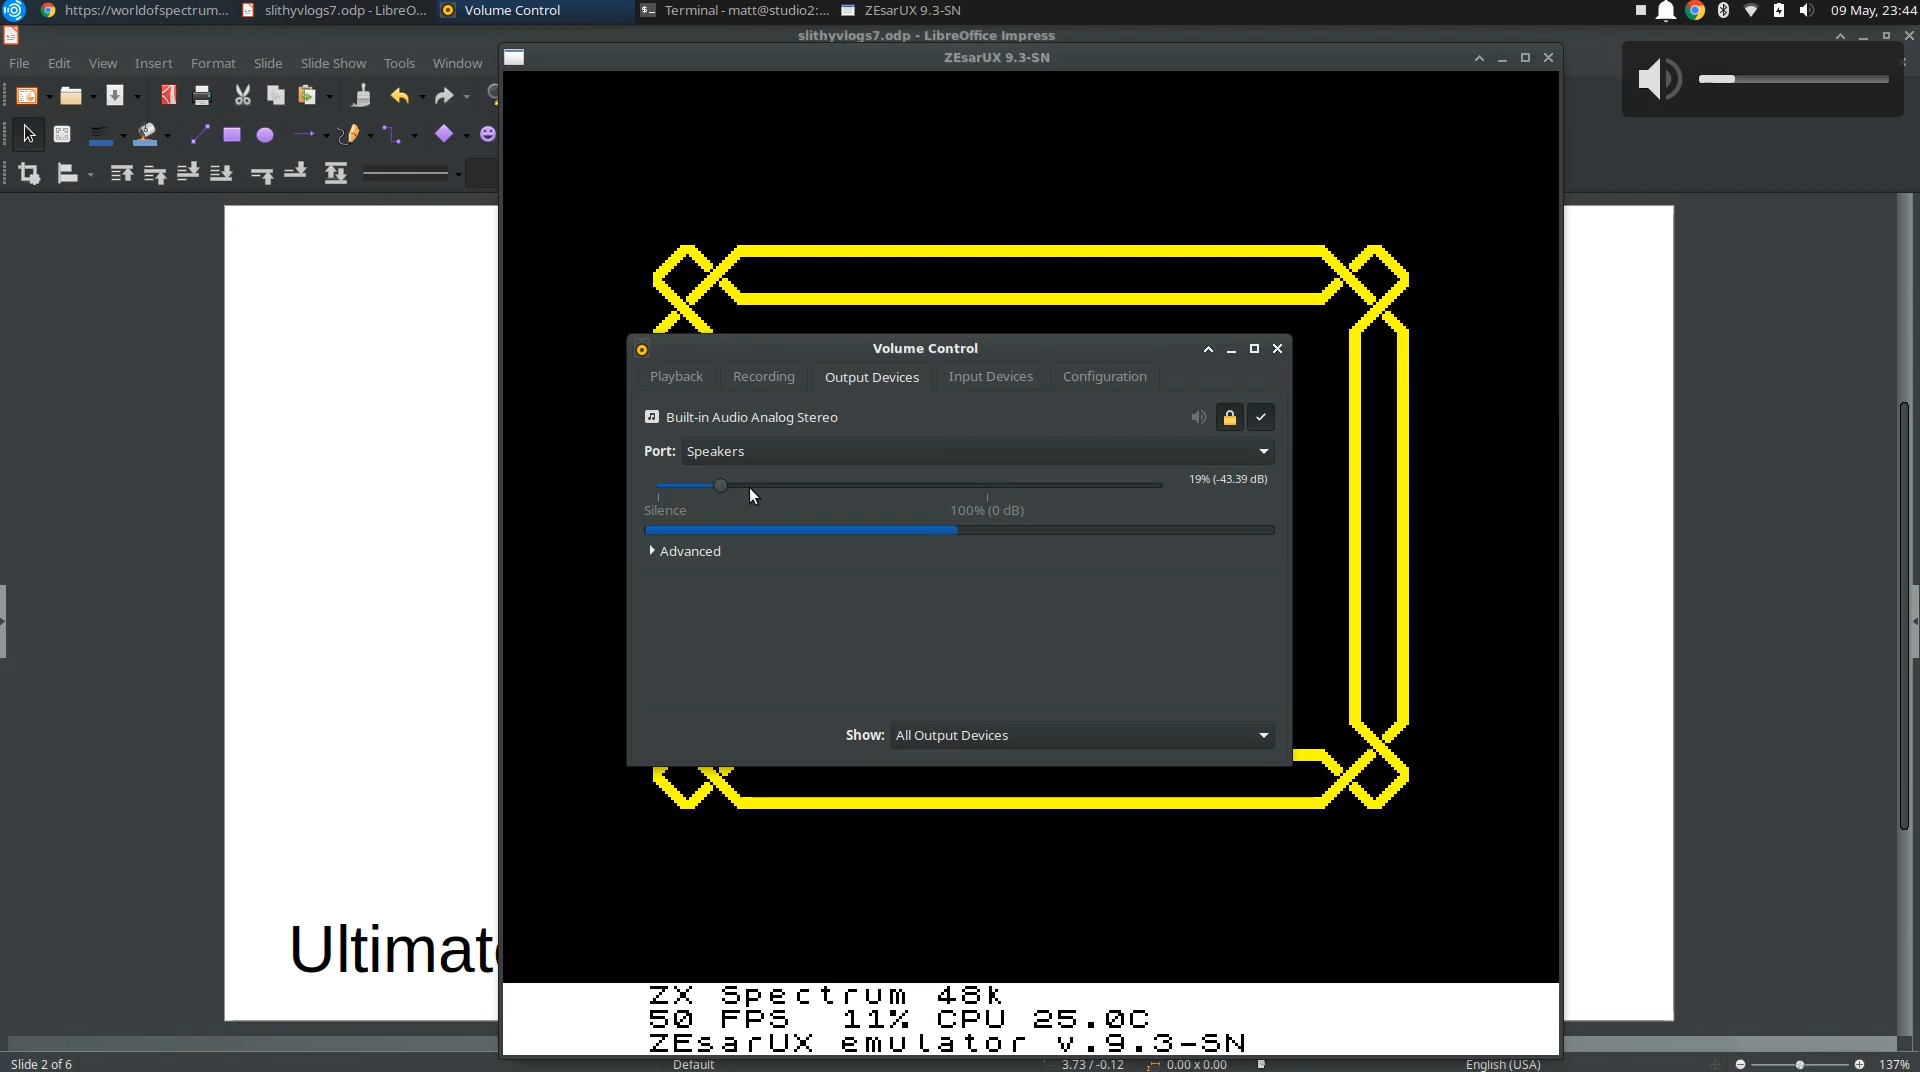 https://worldofspectrum... slithyvlogs7.odp - LibreO... Volume Control Terminal - matt@studio2:... ZEsarUX 9.3-SN 09 May, 23:44
slithyvlogs7.odp - LibreOffice Impress
File Edit View Insert Format Slide Slide Show Tools Window
ZEsarUX 9.3-SN
Volume Control
Playback Recording Output Devices Input Devices Configuration
Built-in Audio Analog Stereo
Port: Speakers
19% (-43.39 dB)
Silence 100% (0 dB)
Advanced
Show: All Output Devices
Ultimat
ZX Spectrum 48k
50 FPS 11% CPU 25.0C
ZEsarUX emulator v.9.3-SN
Slide 2 of 6 Default 3.73 / -0.12 0.00 x 0.00 English (USA) 137%